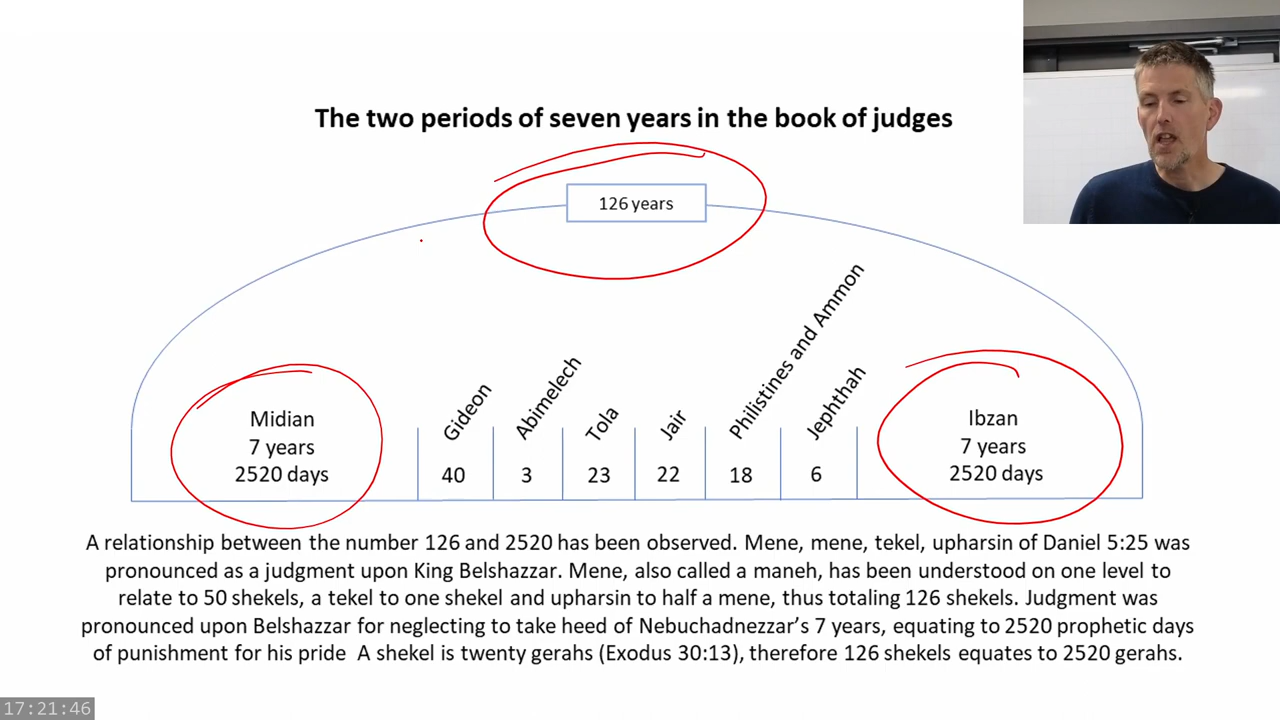 The two periods of seven years in the book of judges
126 years
Midian
7 years
2520 days
Gideon
Abimelech
Tola
Jair
Philistines and Ammon
Jephthah
40
3
23
22
18
6
Ibzan
7 years
2520 days
A relationship between the number 126 and 2520 has been observed. Mene, mene, tekel, upharsin of Daniel 5:25 was
pronounced as a judgment upon King Belshazzar. Mene, also called a maneh, has been understood on one level to
relate to 50 shekels, a tekel to one shekel and upharsin to half a mene, thus totaling 126 shekels. Judgment was
pronounced upon Belshazzar for neglecting to take heed of Nebuchadnezzar’s 7 years, equating to 2520 prophetic days
of punishment for his pride A shekel is twenty gerahs (Exodus 30:13), therefore 126 shekels equates to 2520 gerahs.
17:21:46